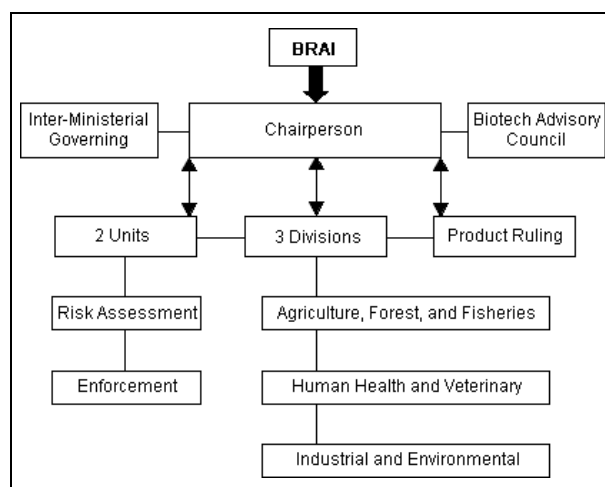 BRAI
Inter-Ministerial
Governing
Chairperson
Biotech Advisory
Council
2 Units
3 Divisions
Product Ruling
Risk Assessment
Agriculture, Forest, and Fisheries
Enforcement
Human Health and Veterinary
Industrial and Environmental